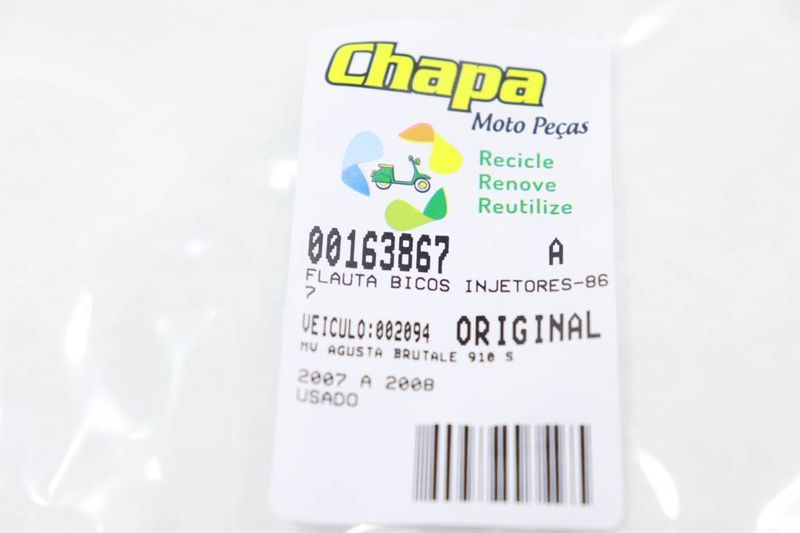 Chapa
Moto Peças
Recicle
Renove
Reutilize
00163867 A
FLAUTA BICOS INJETORES-86
7
VEICULO:002094 ORIGINAL
MV AGUSTA BRUTALE 910 S
2007 A 2008
USADO